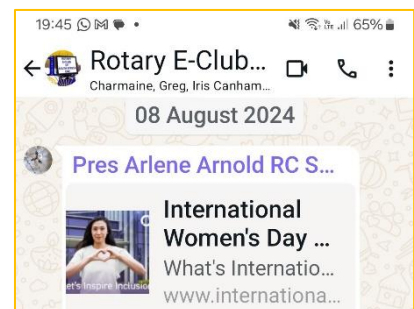 19:45
65%
Rotary E-Club...
Charmaine, Greg, Iris Canham...
08 August 2024
Pres Arlene Arnold RC S...
International
Women's Day ...
What's Internatio...
www.internationa...
et's Inspire Inclusio